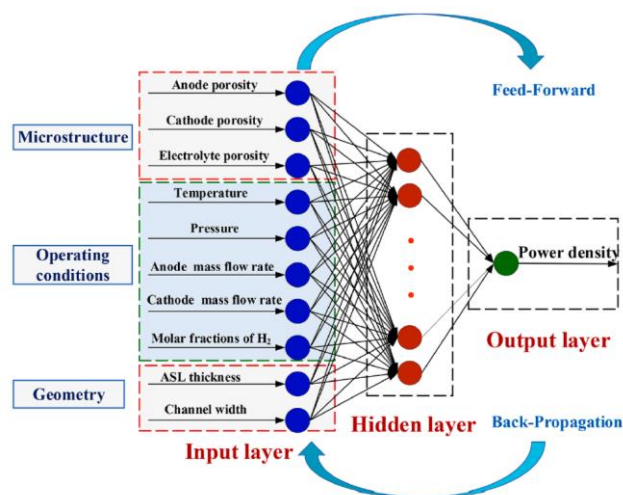 Anode porosity
Feed-Forward
Microstructure
Cathode porosity
Electrolyte porosity
Temperature
Pressure
Operating
conditions
Anode mass flow rate
Cathode mass flow rate
Molar fractions of H₂
Power density
Output layer
Geometry
ASL thickness
Channel width
Hidden layer
Back-Propagation
Input layer